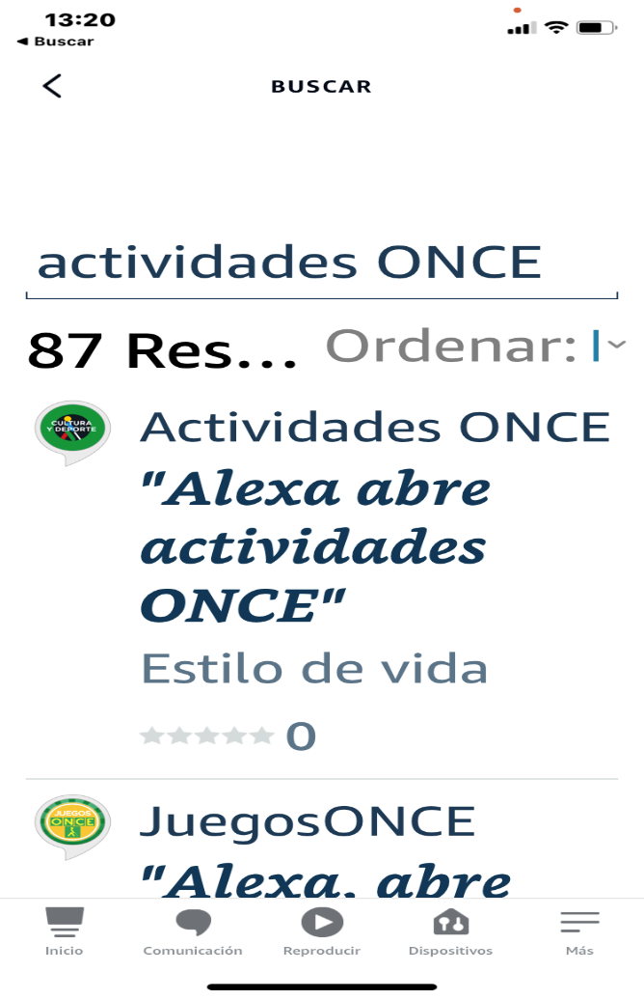 13:20
◀ Buscar
BUSCAR
actividades ONCE
87 Res...
Ordenar:
CULTURA
Y DEPORTE
Actividades ONCE
"Alexa abre
actividades
ONCE"
Estilo de vida
0
JUEGOS
ONCE
JuegosONCE
"Alexa, abre
Inicio
Comunicación
Reproducir
Dispositivos
Más